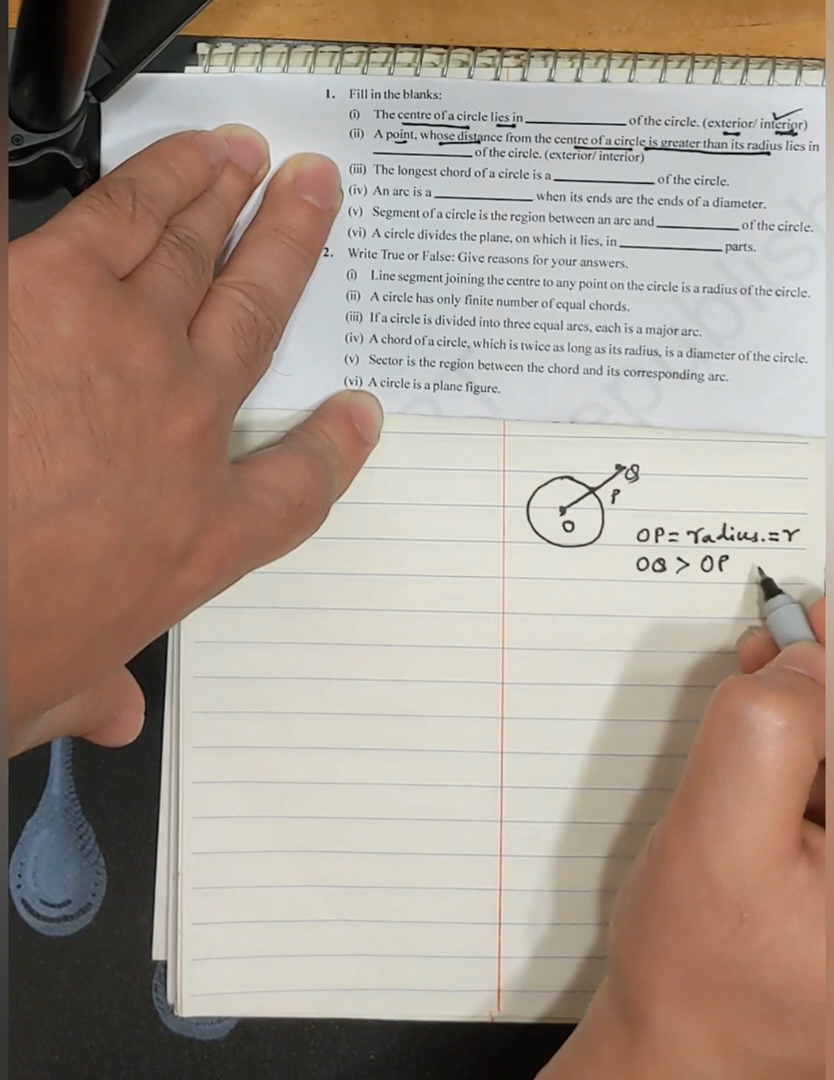 1. Fill in the blanks:
(i) The centre of a circle lies in __________ of the circle. (exterior/ interior)
(ii) A point, whose distance from the centre of a circle is greater than its radius lies in
__________ of the circle. (exterior/ interior)
(iii) The longest chord of a circle is a __________ of the circle.
(iv) An arc is a __________ when its ends are the ends of a diameter.
(v) Segment of a circle is the region between an arc and __________ of the circle.
(vi) A circle divides the plane, on which it lies, in __________ parts.
2. Write True or False: Give reasons for your answers.
(i) Line segment joining the centre to any point on the circle is a radius of the circle.
(ii) A circle has only finite number of equal chords.
(iii) If a circle is divided into three equal arcs, each is a major arc.
(iv) A chord of a circle, which is twice as long as its radius, is a diameter of the circle.
(v) Sector is the region between the chord and its corresponding arc.
(vi) A circle is a plane figure.
Q
P
O
OP = radius. = r
OQ > OP